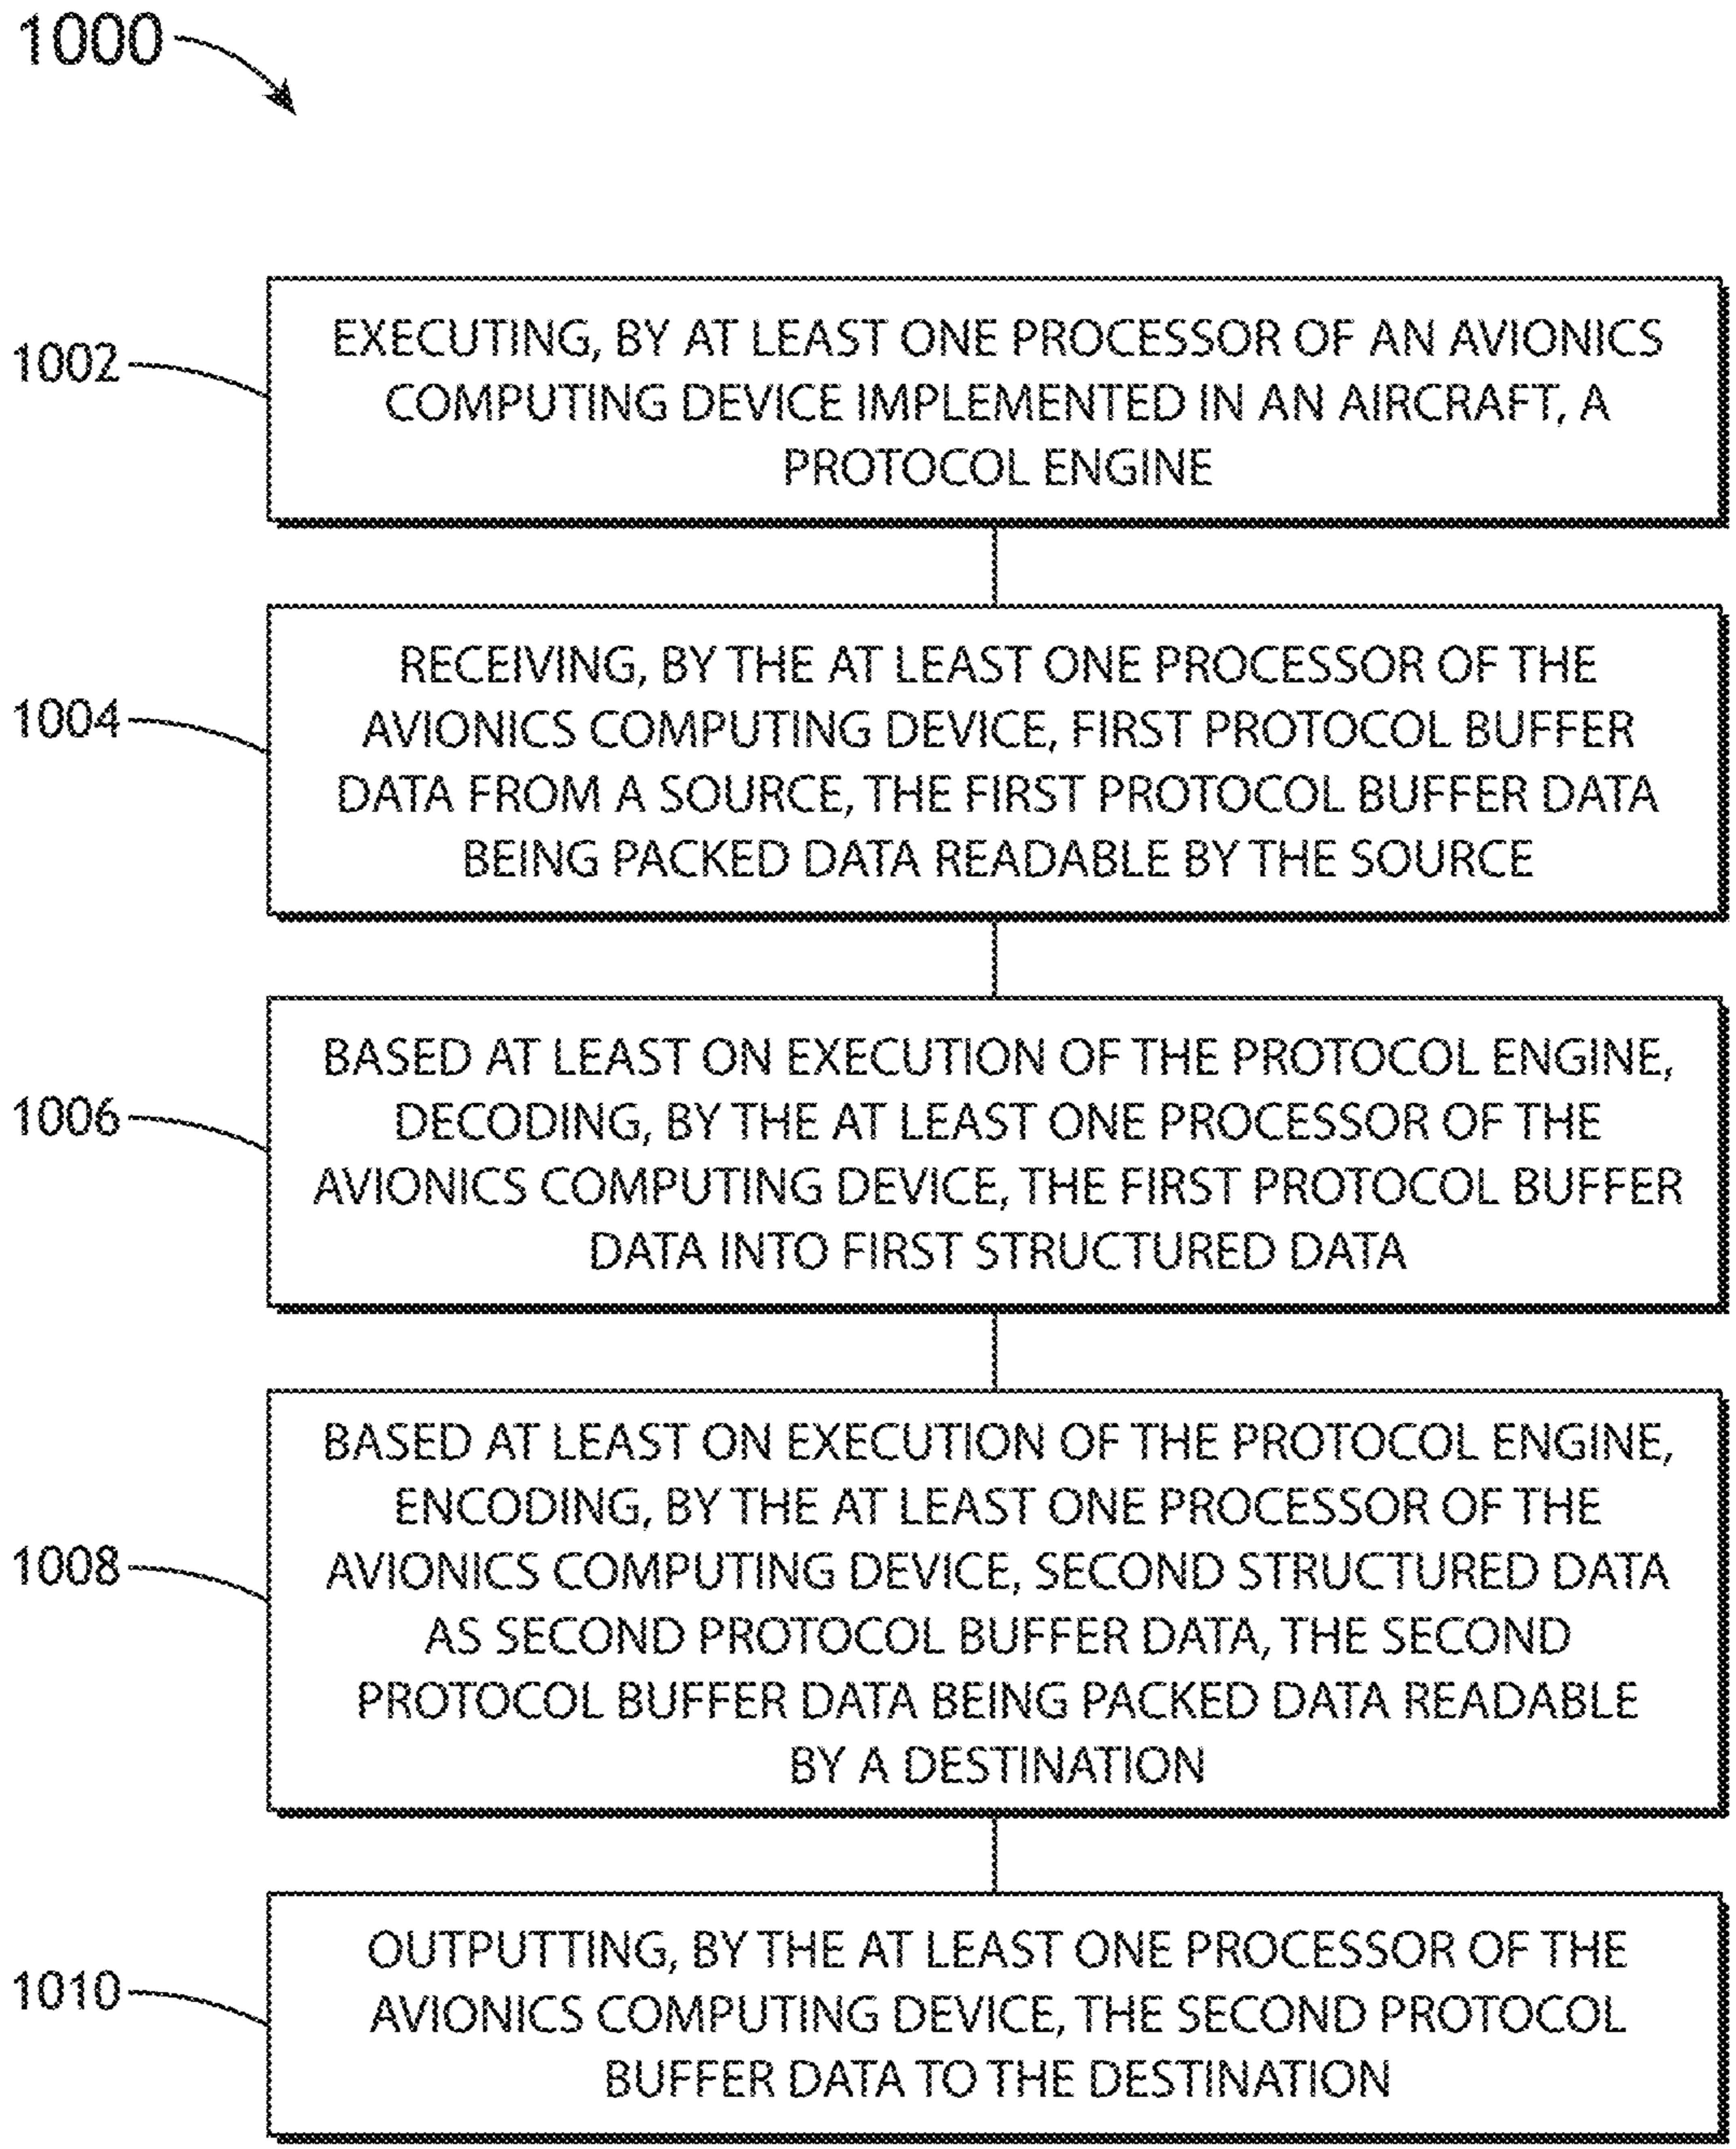 1000
1002
EXECUTING, BY AT LEAST ONE PROCESSOR OF AN AVIONICS
COMPUTING DEVICE IMPLEMENTED IN AN AIRCRAFT, A
PROTOCOL ENGINE
1004
RECEIVING, BY THE AT LEAST ONE PROCESSOR OF THE
AVIONICS COMPUTING DEVICE, FIRST PROTOCOL BUFFER
DATA FROM A SOURCE, THE FIRST PROTOCOL BUFFER DATA
BEING PACKED DATA READABLE BY THE SOURCE
1006
BASED AT LEAST ON EXECUTION OF THE PROTOCOL ENGINE,
DECODING, BY THE AT LEAST ONE PROCESSOR OF THE
AVIONICS COMPUTING DEVICE, THE FIRST PROTOCOL BUFFER
DATA INTO FIRST STRUCTURED DATA
1008
BASED AT LEAST ON EXECUTION OF THE PROTOCOL ENGINE,
ENCODING, BY THE AT LEAST ONE PROCESSOR OF THE
AVIONICS COMPUTING DEVICE, SECOND STRUCTURED DATA
AS SECOND PROTOCOL BUFFER DATA, THE SECOND
PROTOCOL BUFFER DATA BEING PACKED DATA READABLE
BY A DESTINATION
1010
OUTPUTTING, BY THE AT LEAST ONE PROCESSOR OF THE
AVIONICS COMPUTING DEVICE, THE SECOND PROTOCOL
BUFFER DATA TO THE DESTINATION